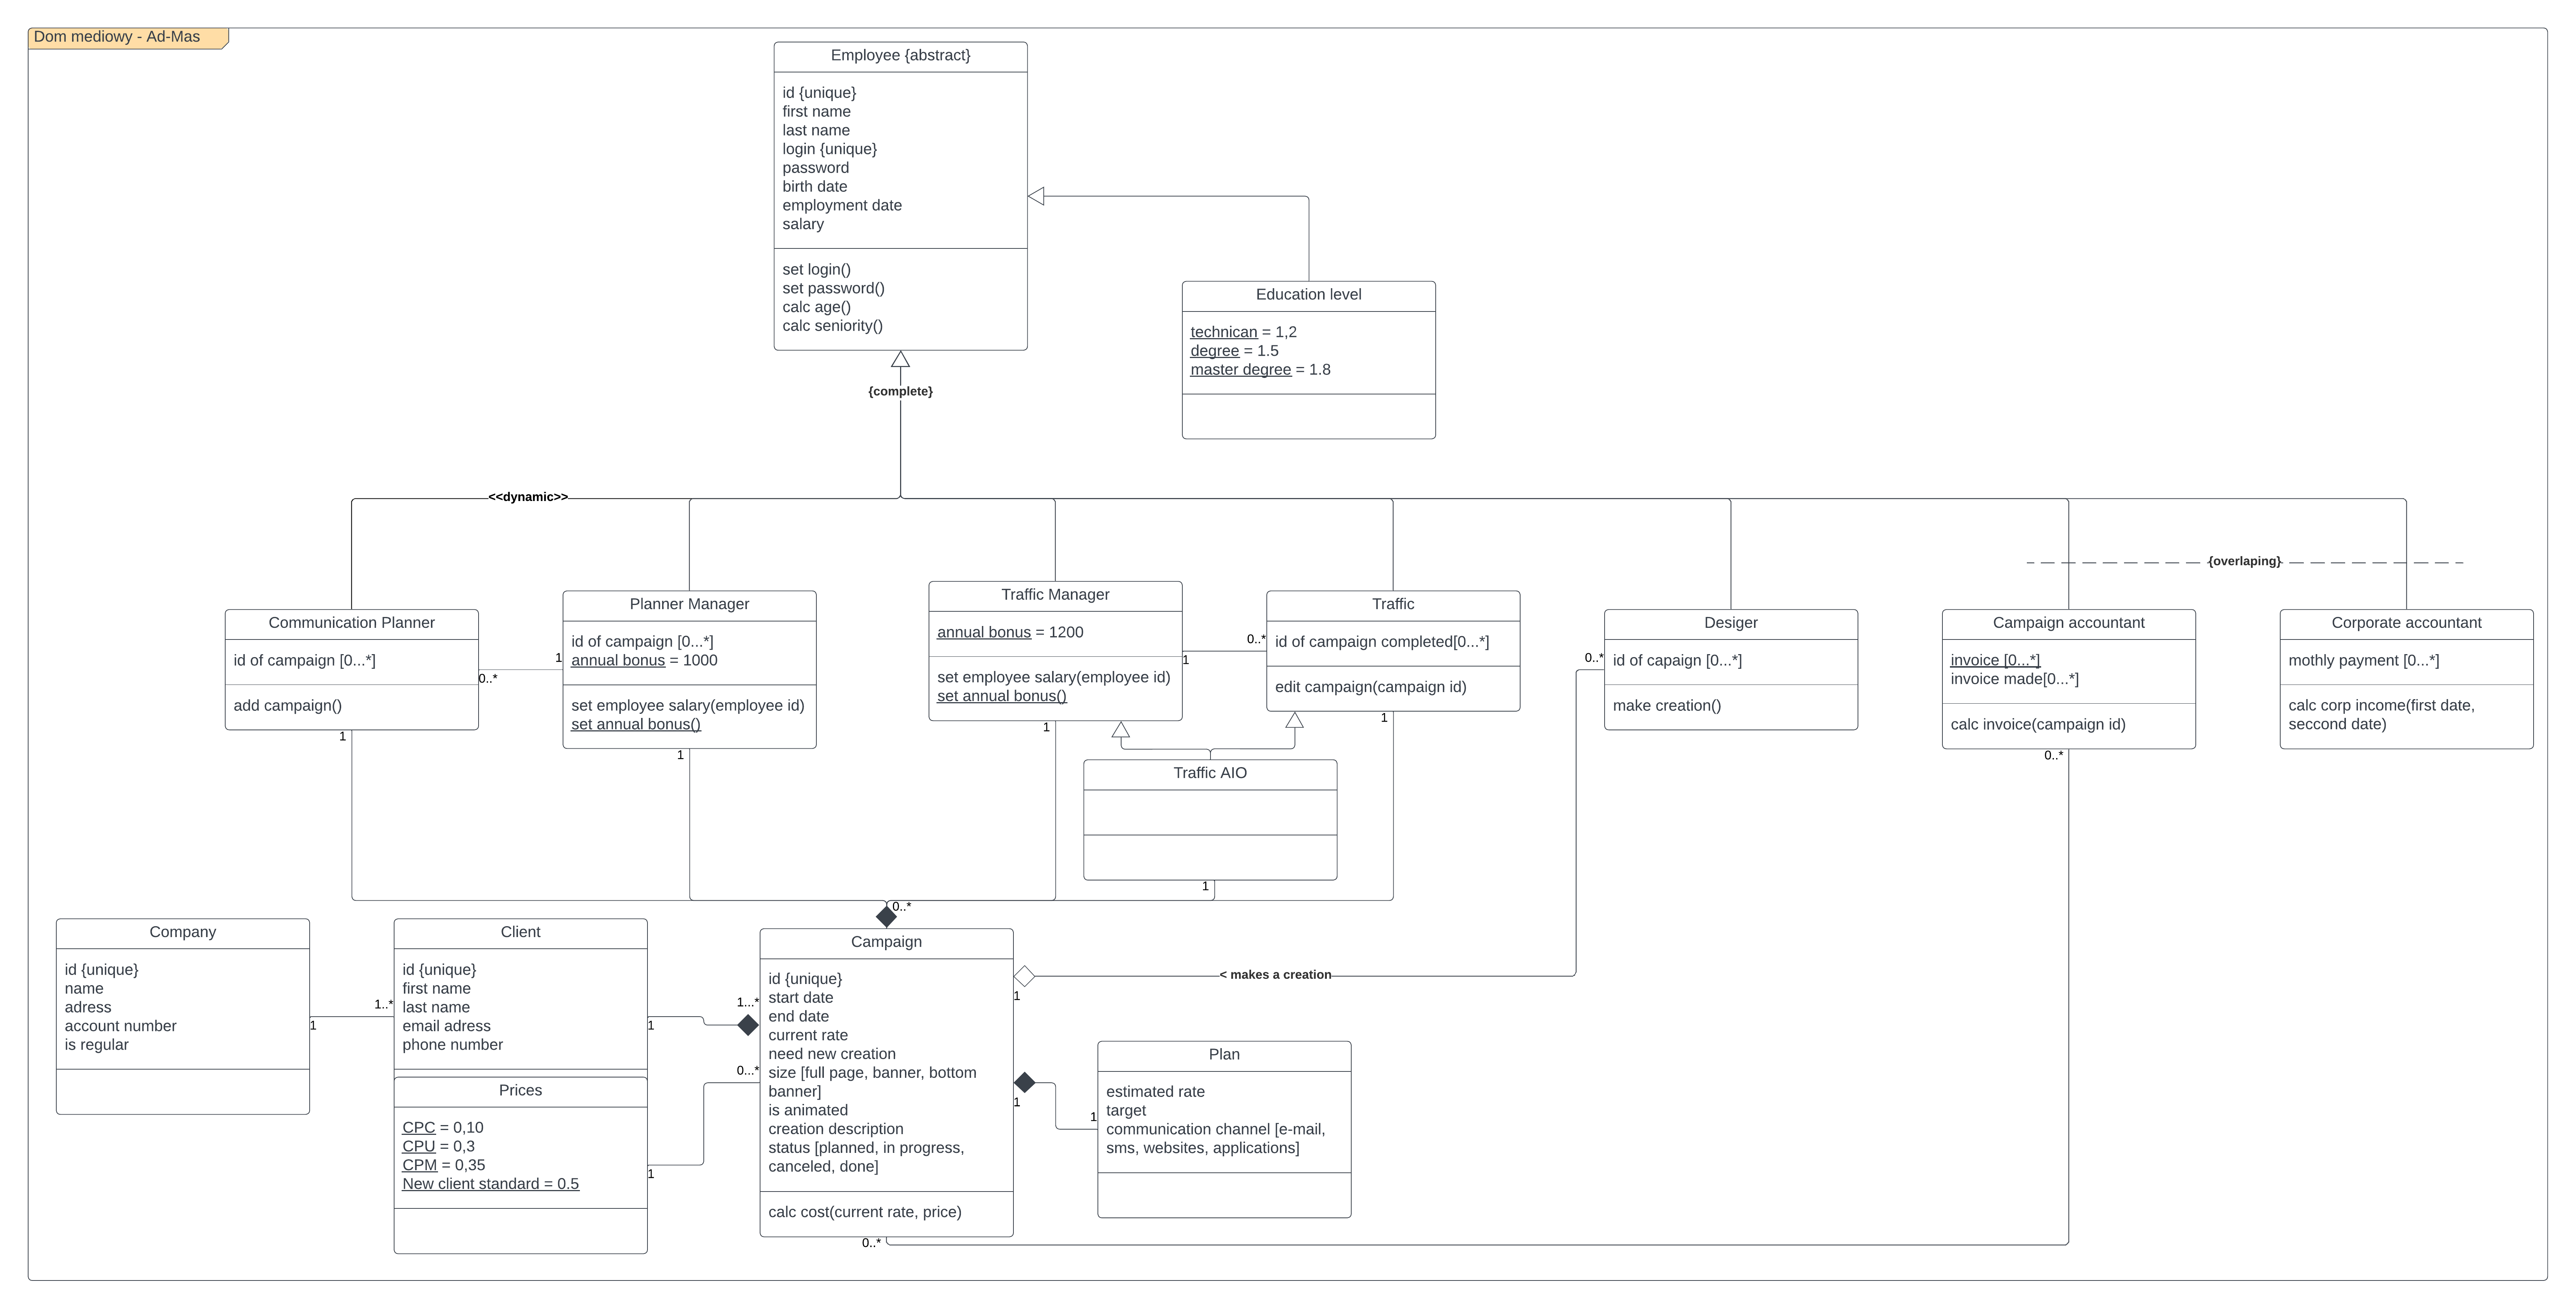 Dom mediowy - Ad-Mas
Employee {abstract}
id {unique}
first name
last name
login {unique}
password
birth date
employment date
salary
set login()
set password()
calc age()
calc seniority()
Education level
technican = 1,2
degree = 1.5
master degree = 1.8
{complete}
<<dynamic>>
{overlaping}
Communication Planner
id of campaign [0...*]
add campaign()
1
0..*
1
Planner Manager
id of campaign [0...*]
annual bonus = 1000
set employee salary(employee id)
set annual bonus()
1
Traffic Manager
annual bonus = 1200
set employee salary(employee id)
set annual bonus()
1
1
0..*
Traffic
id of campaign completed[0...*]
edit campaign(campaign id)
1
Traffic AIO
1
0..*
Desiger
id of capaign [0...*]
make creation()
Campaign accountant
invoice [0...*]
invoice made[0...*]
calc invoice(campaign id)
0..*
Corporate accountant
mothly payment [0...*]
calc corp income(first date,
seccond date)
Company
id {unique}
name
adress
account number
is regular
1
1..*
Client
id {unique}
first name
last name
email adress
phone number
1
1...*
Prices
CPC = 0,10
CPU = 0,3
CPM = 0,35
New client standard = 0.5
1
0...*
0..*
Campaign
id {unique}
start date
end date
current rate
need new creation
size [full page, banner, bottom
banner]
is animated
creation description
status [planned, in progress,
canceled, done]
calc cost(current rate, price)
0..*
1
< makes a creation
1
1
Plan
estimated rate
target
communication channel [e-mail,
sms, websites, applications]